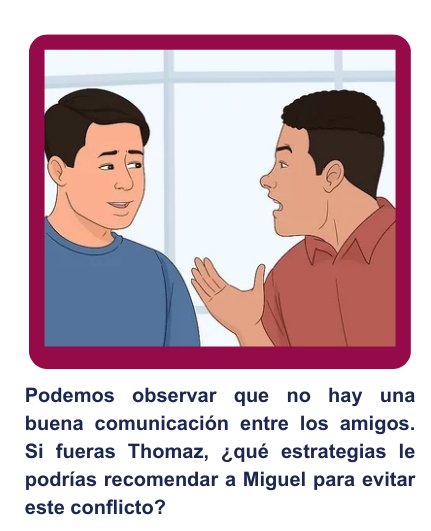 Podemos observar que no hay una
buena comunicación entre los amigos.
Si fueras Thomaz, ¿qué estrategias le
podrías recomendar a Miguel para evitar
este conflicto?